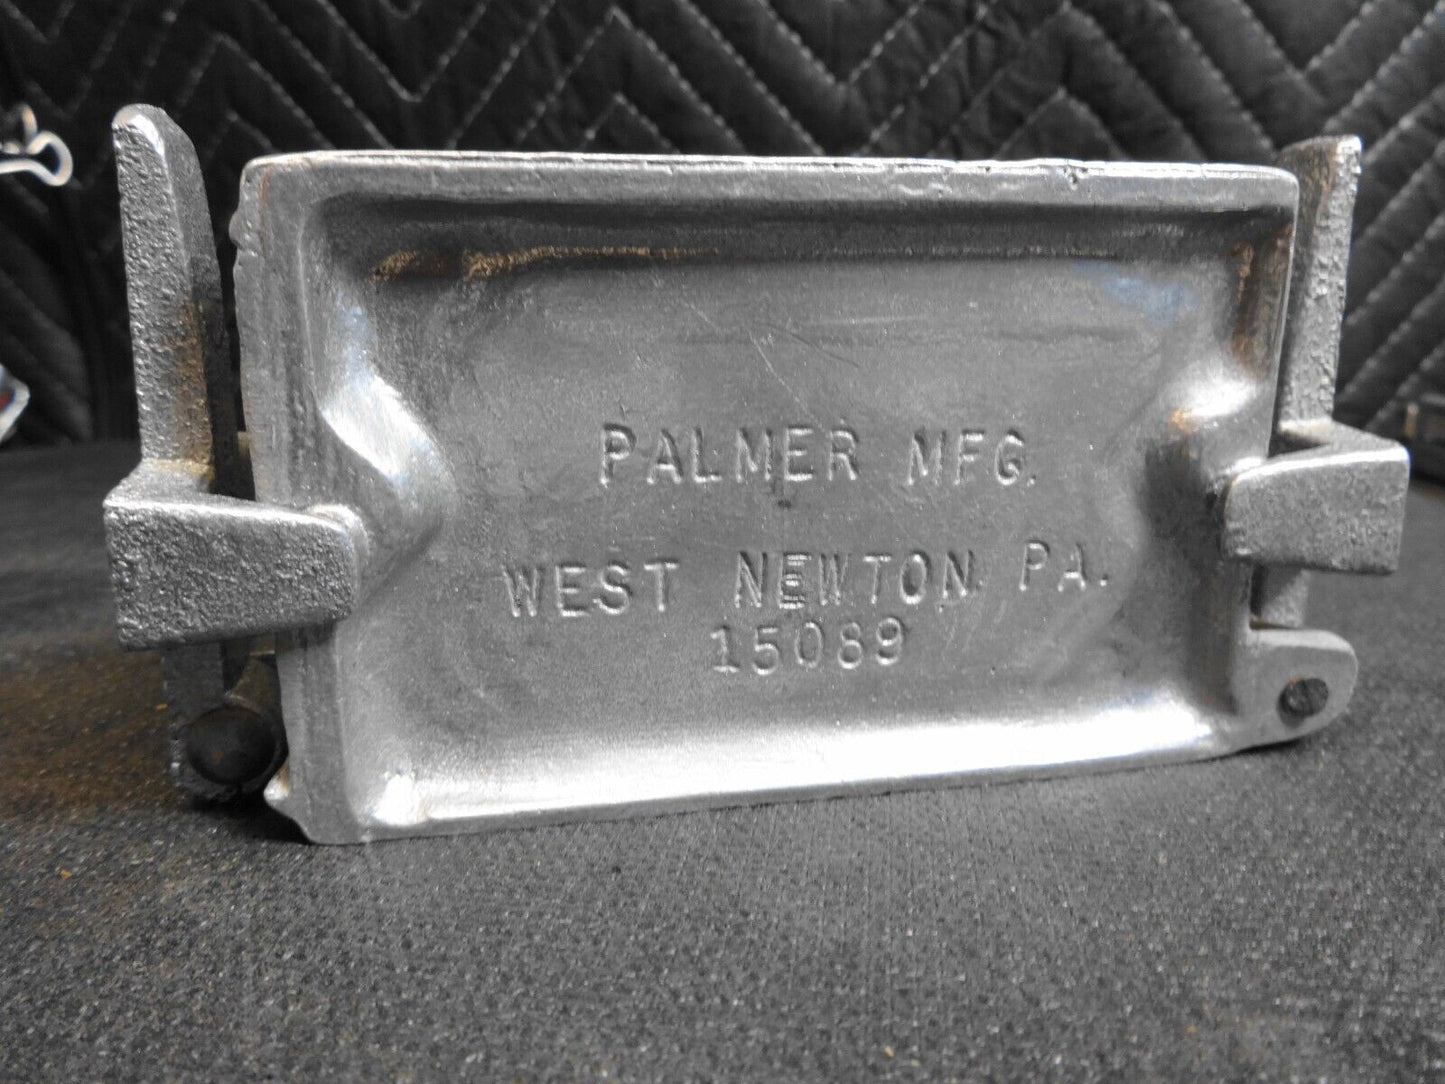 PALMER MFG.
WEST NEWTON PA.
15089